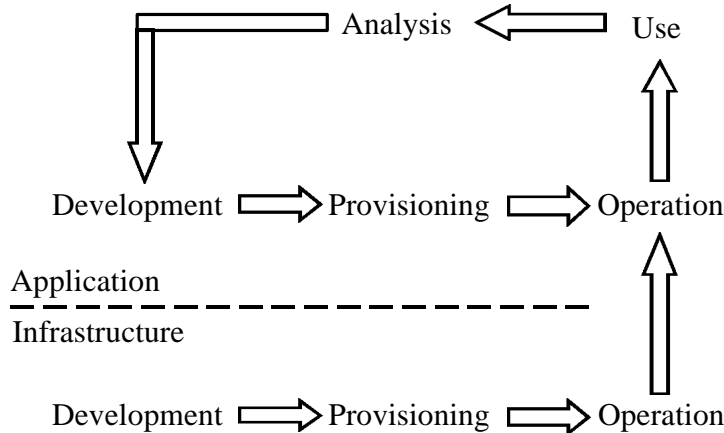 Analysis Use
Development Provisioning Operation
Application
Infrastructure
Development Provisioning Operation